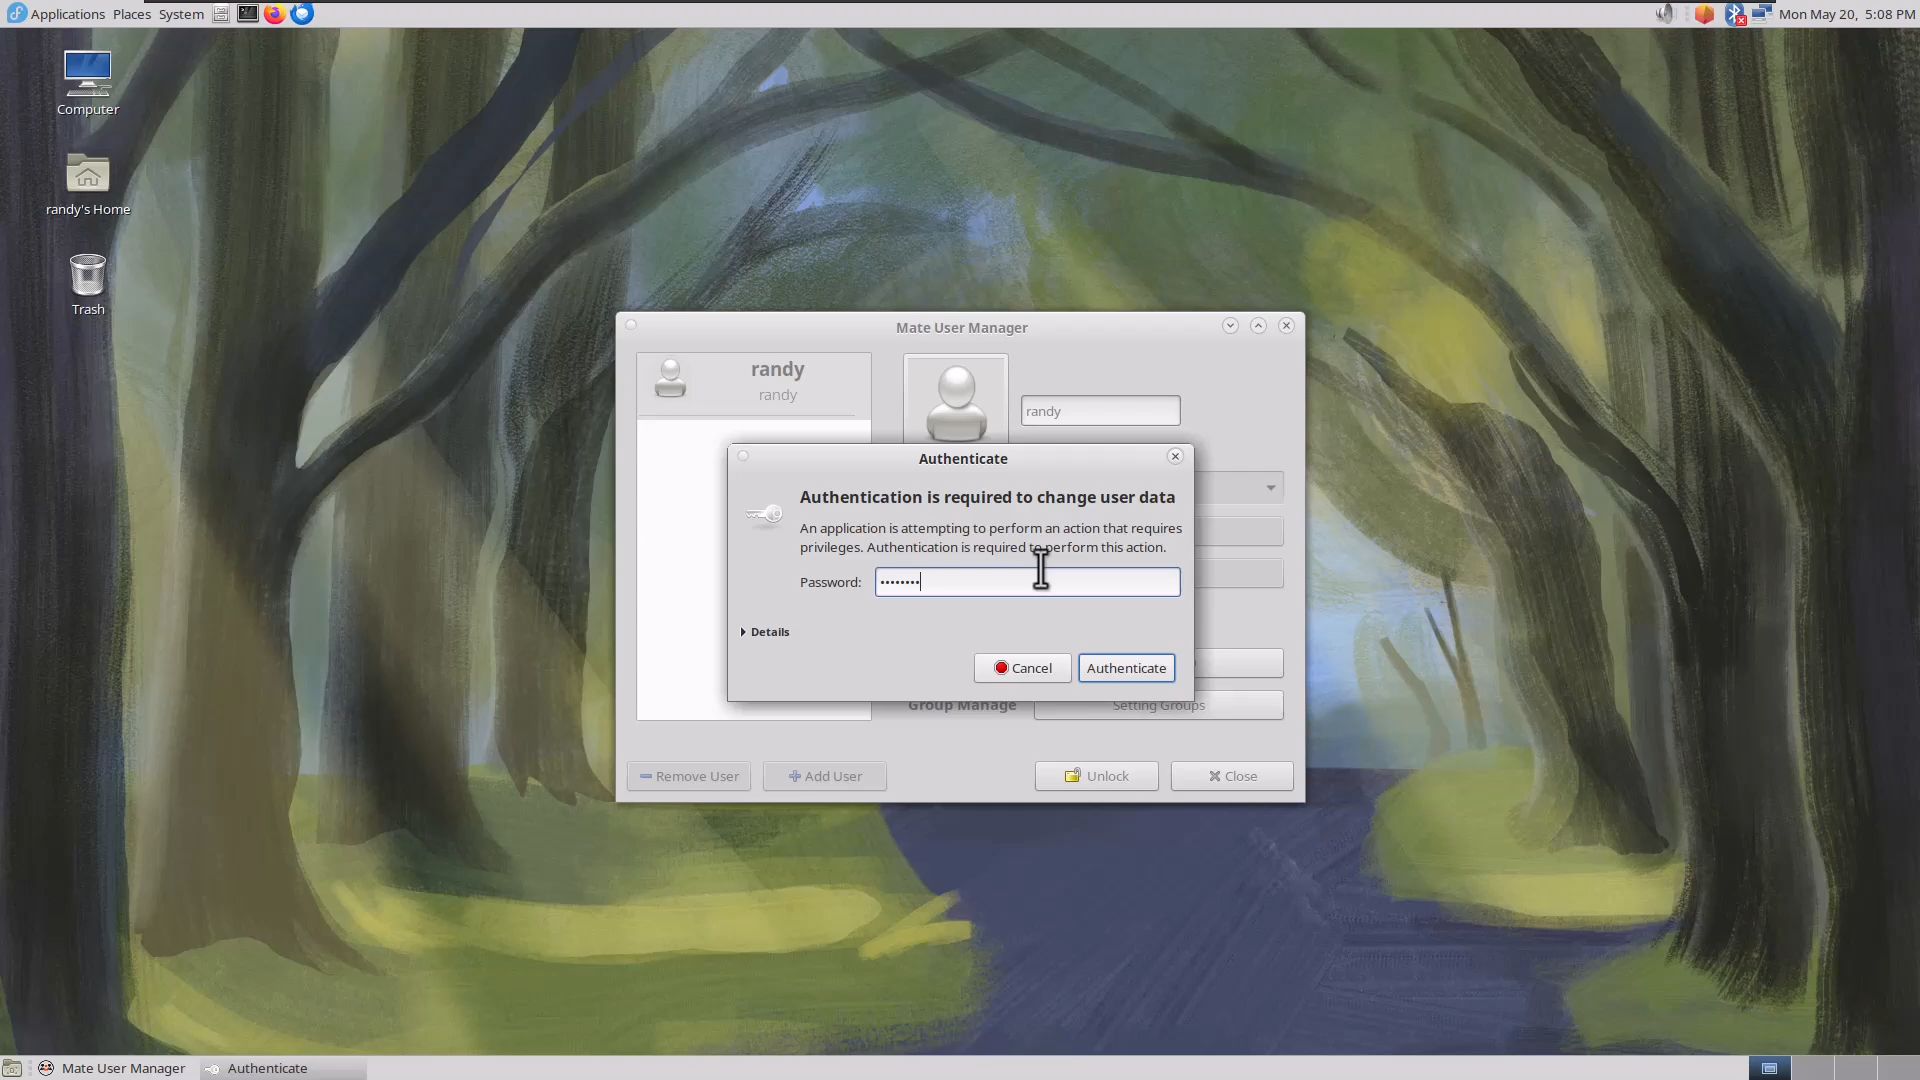 Applications Places System
Mon May 20, 5:08 PM
Computer
randy's Home
Trash
Mate User Manager
randy
randy
randy
Authenticate
Authentication is required to change user data
An application is attempting to perform an action that requires
privileges. Authentication is required to perform this action.
Password: ••••••••
Details
Cancel Authenticate
Group Manage Setting Groups
Remove User Add User Unlock Close
Mate User Manager Authenticate